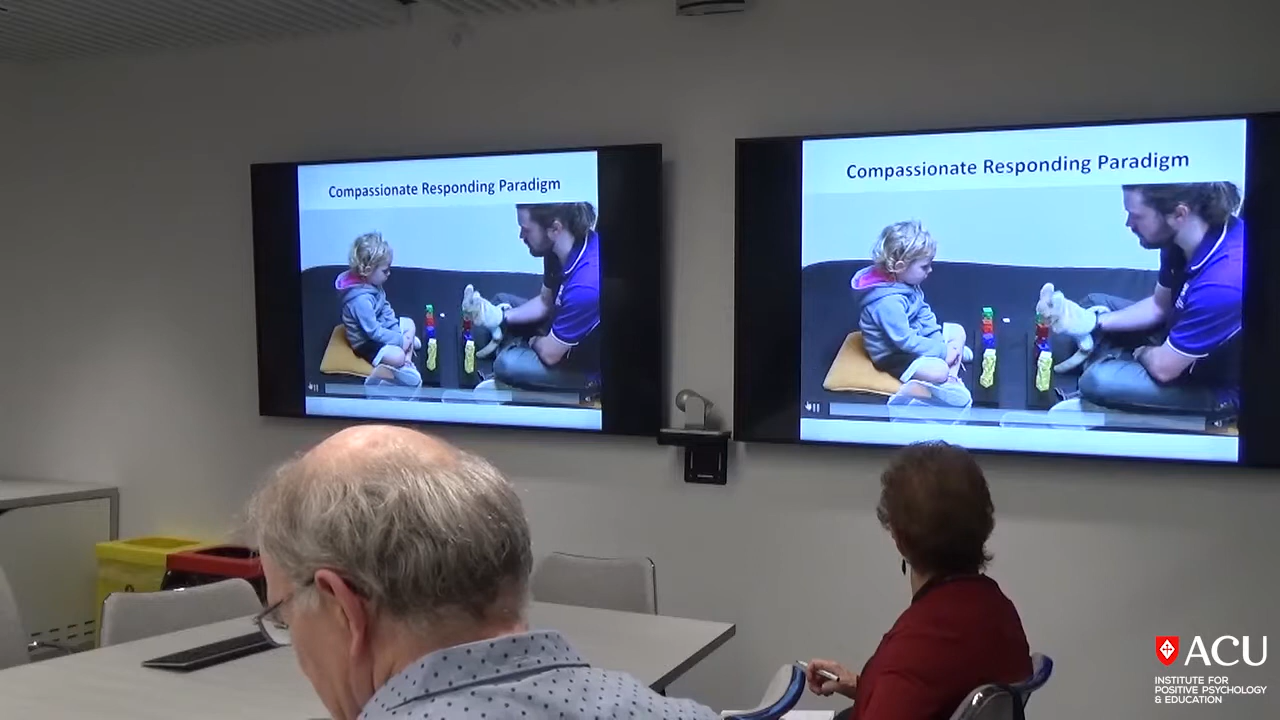 Compassionate Responding Paradigm
Compassionate Responding Paradigm
ACU
INSTITUTE FOR
POSITIVE PSYCHOLOGY
& EDUCATION